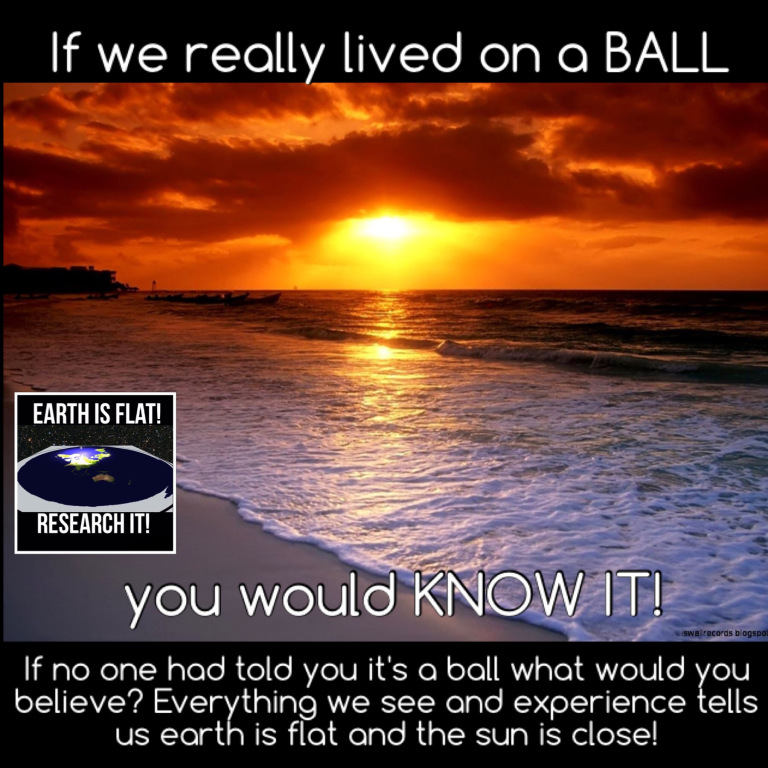 If we really lived on a BALL
EARTH IS FLAT!
RESEARCH IT!
you would KNOW IT!
If no one had told you it's a ball what would you
believe? Everything we see and experience tells
us earth is flat and the sun is close!